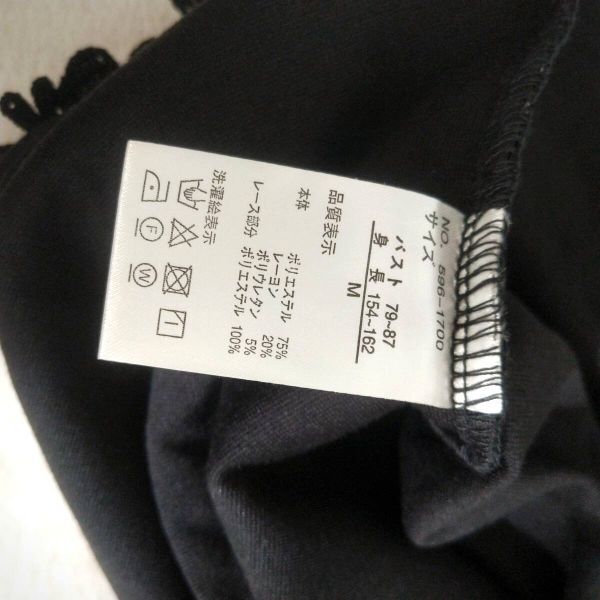 NO. 596-1700
サイズ
バスト 79~87
身 長 154~162
M
品質表示
本体
ポリエステル 75%
レーヨン 20%
ポリウレタン 5%
レース部分 ポリエステル 100%
洗濯絵表示
F
W